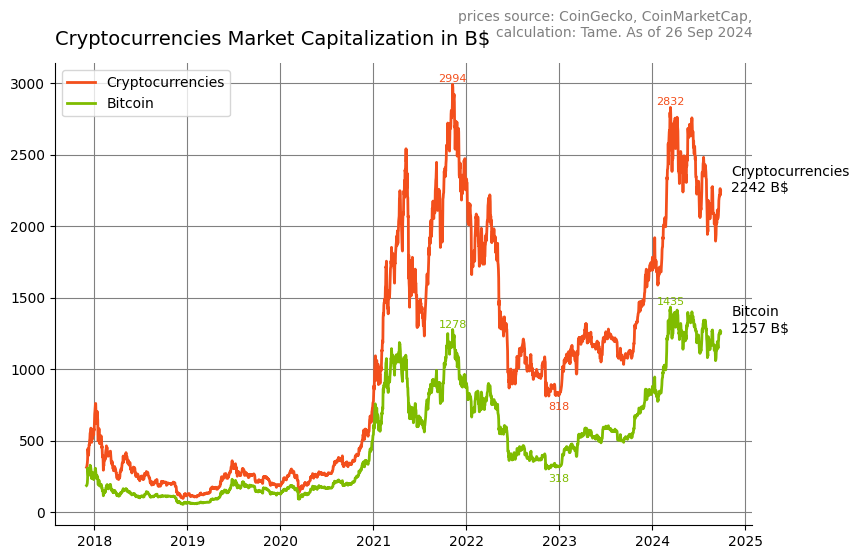 prices source: CoinGecko, CoinMarketCap,
calculation: Tame. As of 26 Sep 2024
Cryptocurrencies Market Capitalization in B$
Cryptocurrencies
Bitcoin
3000
2500
2000
1500
1000
500
0
2994
2832
1278
1435
818
318
Cryptocurrencies
2242 B$
Bitcoin
1257 B$
2018 2019 2020 2021 2022 2023 2024 2025